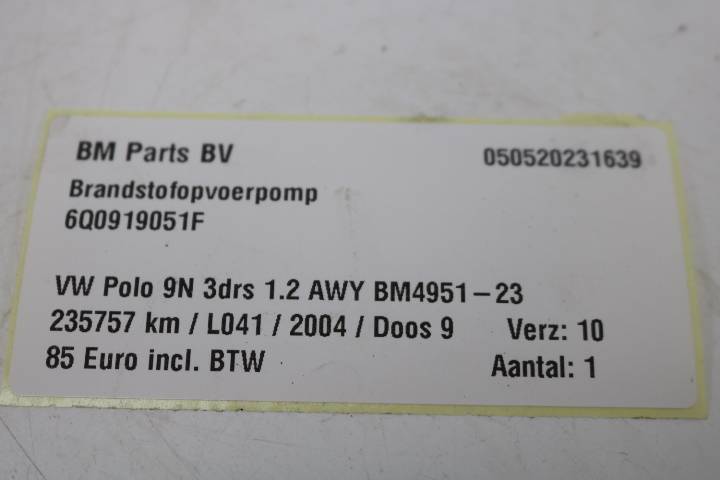 BM Parts BV 050520231639
Brandstofopvoerpomp
6Q0919051F
VW Polo 9N 3drs 1.2 AWY BM4951-23
235757 km / L041 / 2004 / Doos 9 Verz: 10
85 Euro incl. BTW Aantal: 1